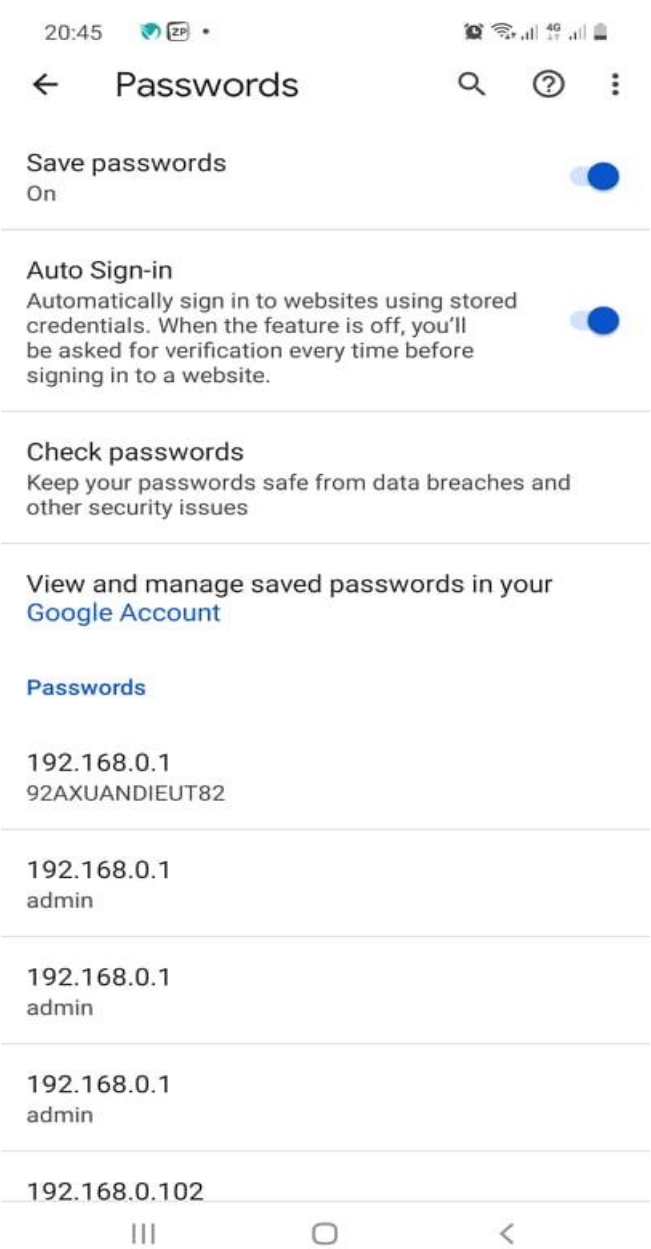 20:45 ZP 4G
Passwords
Save passwords
On
Auto Sign-in
Automatically sign in to websites using stored
credentials. When the feature is off, you'll
be asked for verification every time before
signing in to a website.
Check passwords
Keep your passwords safe from data breaches and
other security issues
View and manage saved passwords in your
Google Account
Passwords
192.168.0.1
92AXUANDIEUT82
192.168.0.1
admin
192.168.0.1
admin
192.168.0.1
admin
192.168.0.102